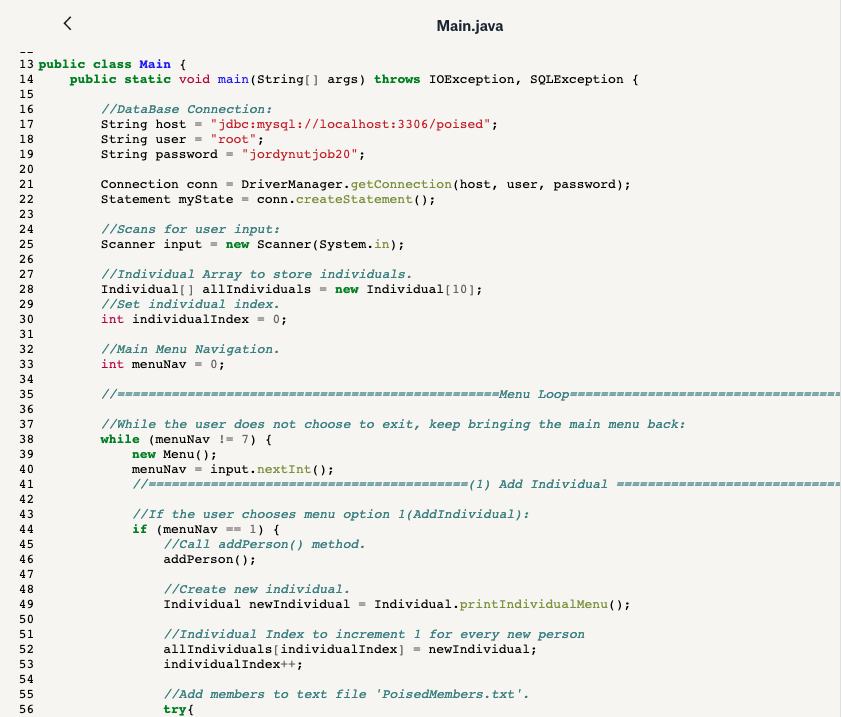 Main.java
13 public class Main {
14 public static void main(String[] args) throws IOException, SQLException {
15
16 //DataBase Connection:
17 String host = "jdbc:mysql://localhost:3306/poised";
18 String user = "root";
19 String password = "jordynutjob20";
20
21 Connection conn = DriverManager.getConnection(host, user, password);
22 Statement myState = conn.createStatement();
23
24 //Scans for user input:
25 Scanner input = new Scanner(System.in);
26
27 //Individual Array to store individuals.
28 Individual[] allIndividuals = new Individual[10];
29 //Set individual index.
30 int individualIndex = 0;
31
32 //Main Menu Navigation.
33 int menuNav = 0;
34
35 //=================================================Menu Loop===================================
36
37 //While the user does not choose to exit, keep bringing the main menu back:
38 while (menuNav != 7) {
39 new Menu();
40 menuNav = input.nextInt();
41 //=========================================(1) Add Individual =============================
42
43 //If the user chooses menu option 1(AddIndividual):
44 if (menuNav == 1) {
45 //Call addPerson() method.
46 addPerson();
47
48 //Create new individual.
49 Individual newIndividual = Individual.printIndividualMenu();
50
51 //Individual Index to increment 1 for every new person
52 allIndividuals[individualIndex] = newIndividual;
53 individualIndex++;
54
55 //Add members to text file 'PoisedMembers.txt'.
56 try{